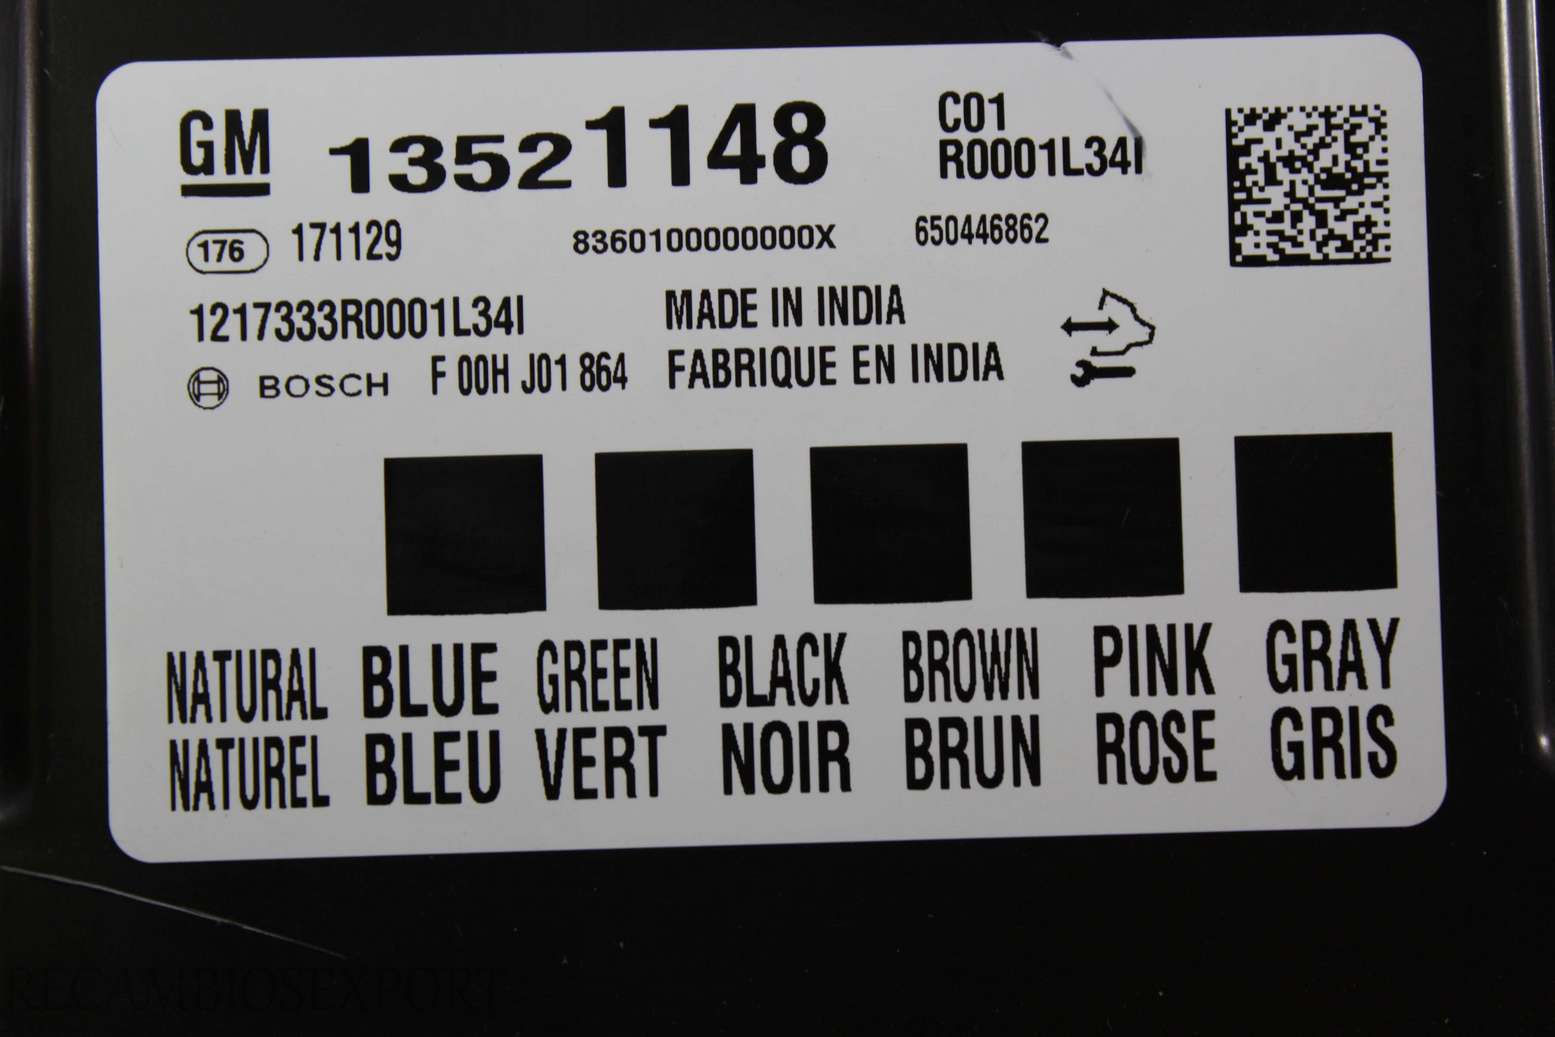 GM 13521148 C01
R0001L34I
176 171129 8360100000000X 650446862
1217333R0001L34I MADE IN INDIA
BOSCH F 00H J01 864 FABRIQUE EN INDIA
NATURAL BLUE GREEN BLACK BROWN PINK GRAY
NATUREL BLEU VERT NOIR BRUN ROSE GRIS
RECAMBIOSEXPORT